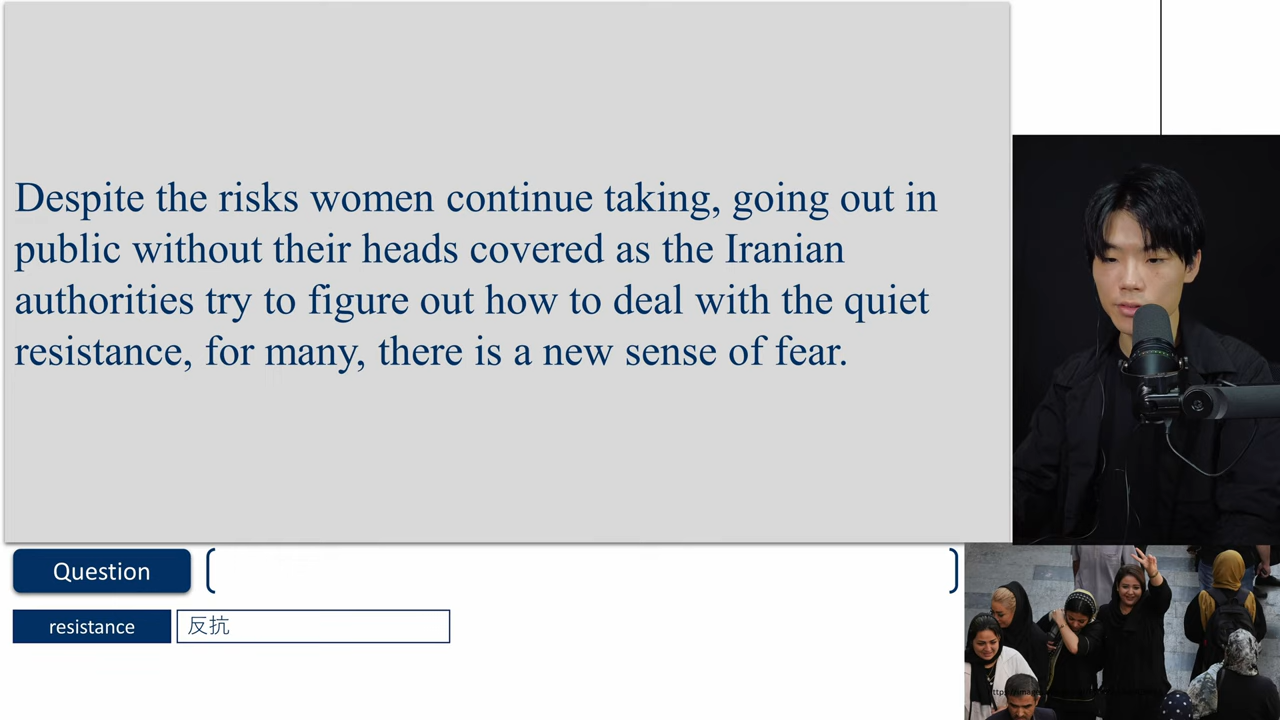 Despite the risks women continue taking, going out in
public without their heads covered as the Iranian
authorities try to figure out how to deal with the quiet
resistance, for many, there is a new sense of fear.
Question
resistance
反抗